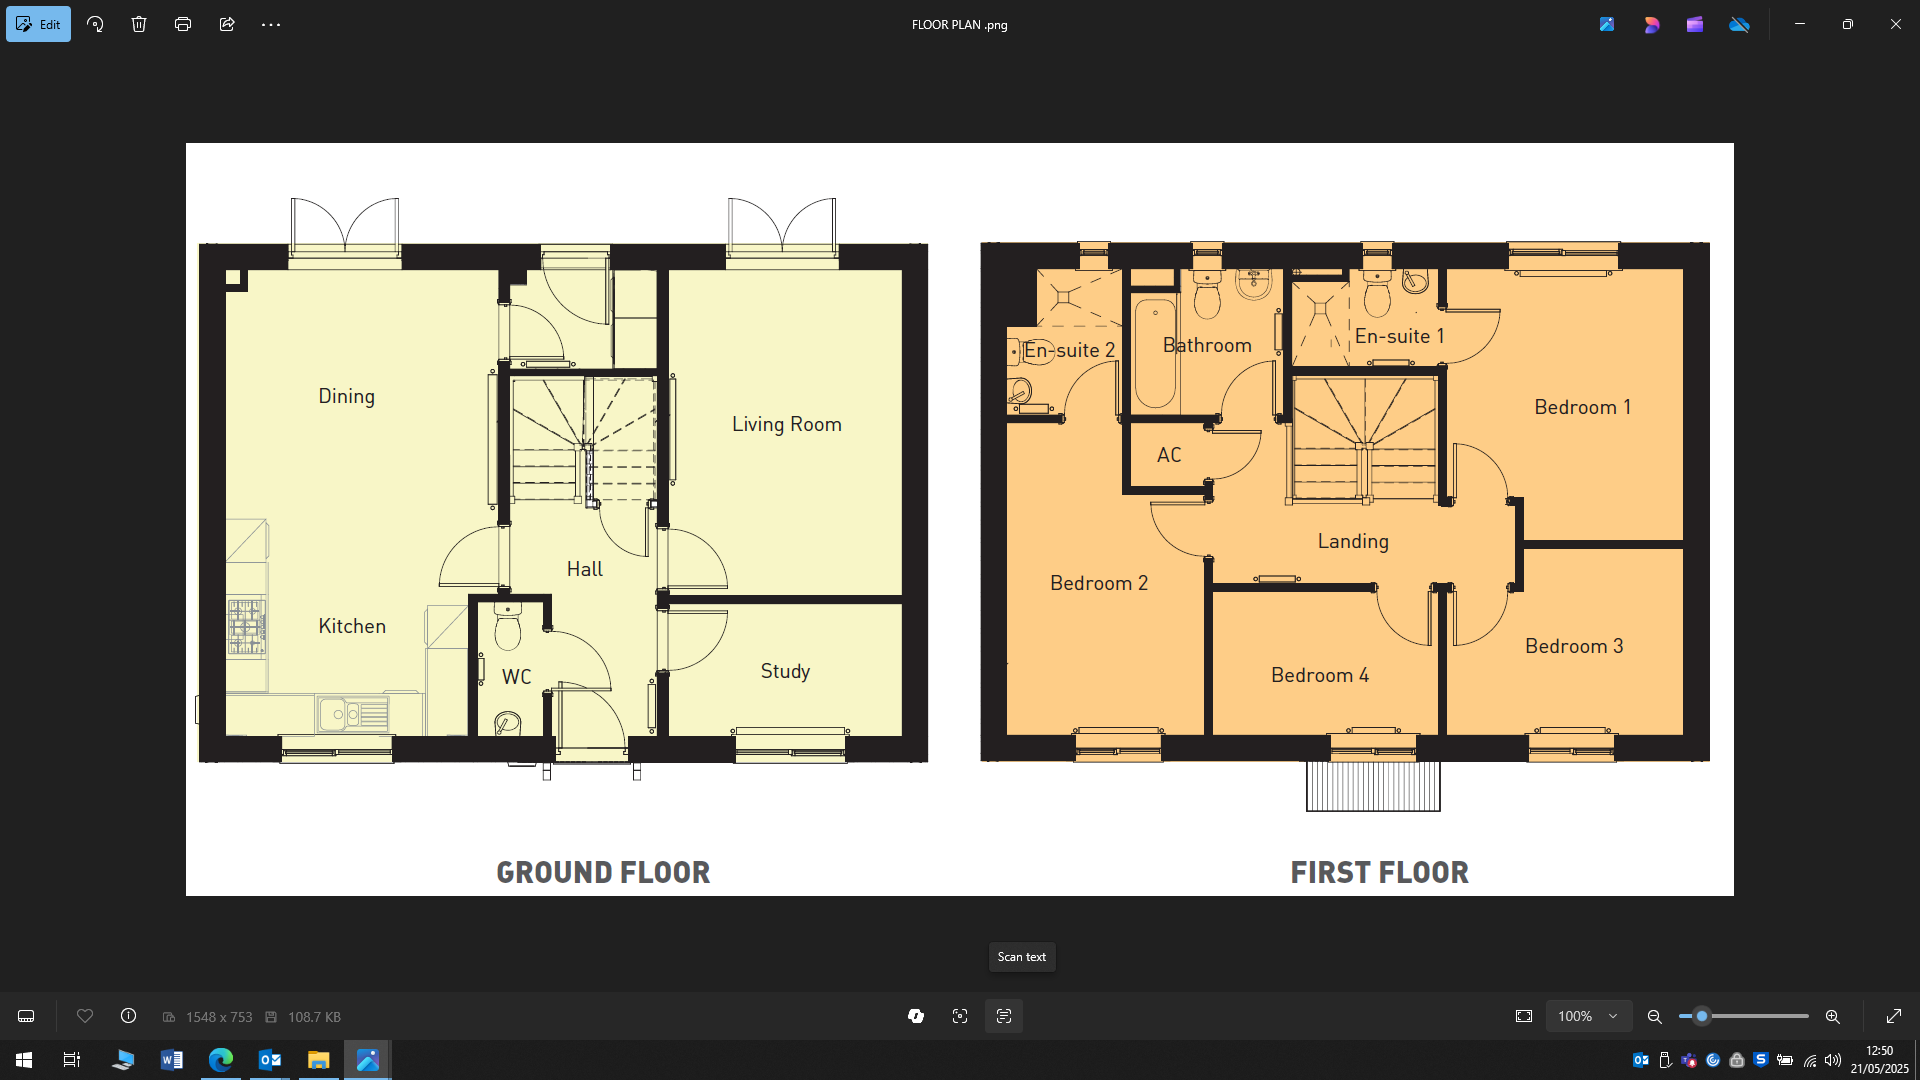 Edit
FLOOR PLAN .png
Dining
Living Room
Hall
Kitchen
WC
Study
En-suite 2
Bathroom
En-suite 1
Bedroom 1
AC
Landing
Bedroom 2
Bedroom 3
Bedroom 4
GROUND FLOOR
FIRST FLOOR
Scan text
1548 x 753
108.7 KB
100%
12:50
21/05/2025